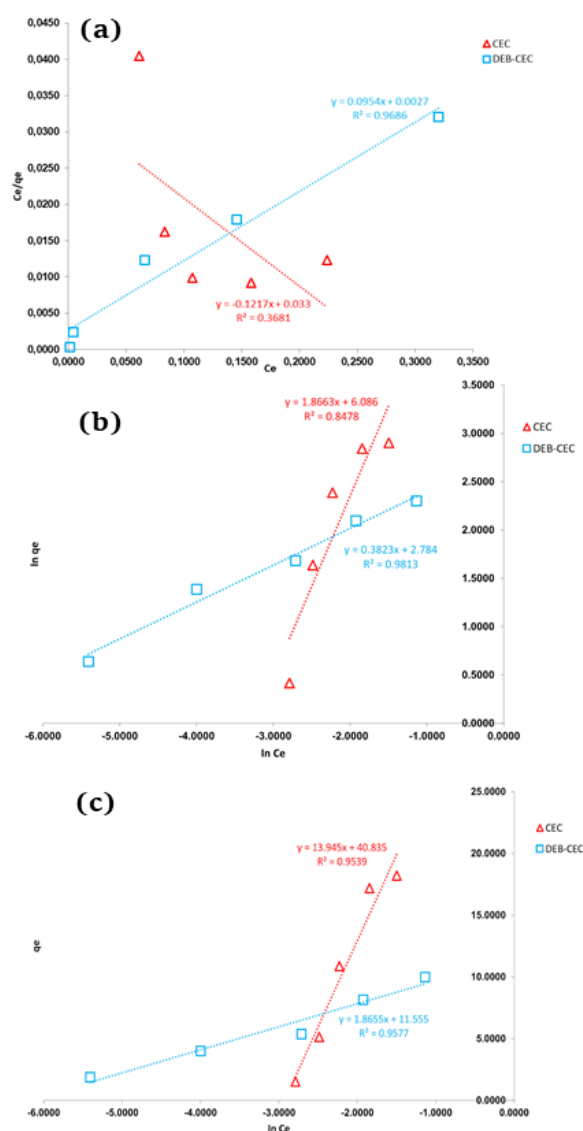 (a)
CEC
DEB-CEC
0,0450
0,0400
0,0350
0,0300
0,0250
0,0200
0,0150
0,0100
0,0050
0,0000
Ce/qe
y = 0.0954x + 0.0027
R² = 0.9686
y = -0.1217x + 0.033
R² = 0.3681
0,0000 0,0500 0,1000 0,1500 0,2000 0,2500 0,3000 0,3500
Ce
(b)
CEC
DEB-CEC
3.5000
3.0000
2.5000
2.0000
1.5000
1.0000
0.5000
0.0000
ln qe
y = 1.8663x + 6.086
R² = 0.8478
y = 0.3823x + 2.784
R² = 0.9813
-6.0000 -5.0000 -4.0000 -3.0000 -2.0000 -1.0000 0.0000
ln Ce
(c)
CEC
DEB-CEC
25.0000
20.0000
15.0000
10.0000
5.0000
0.0000
qe
y = 13.945x + 40.835
R² = 0.9539
y = 1.8655x + 11.555
R² = 0.9577
-6.0000 -5.0000 -4.0000 -3.0000 -2.0000 -1.0000 0.0000
ln Ce